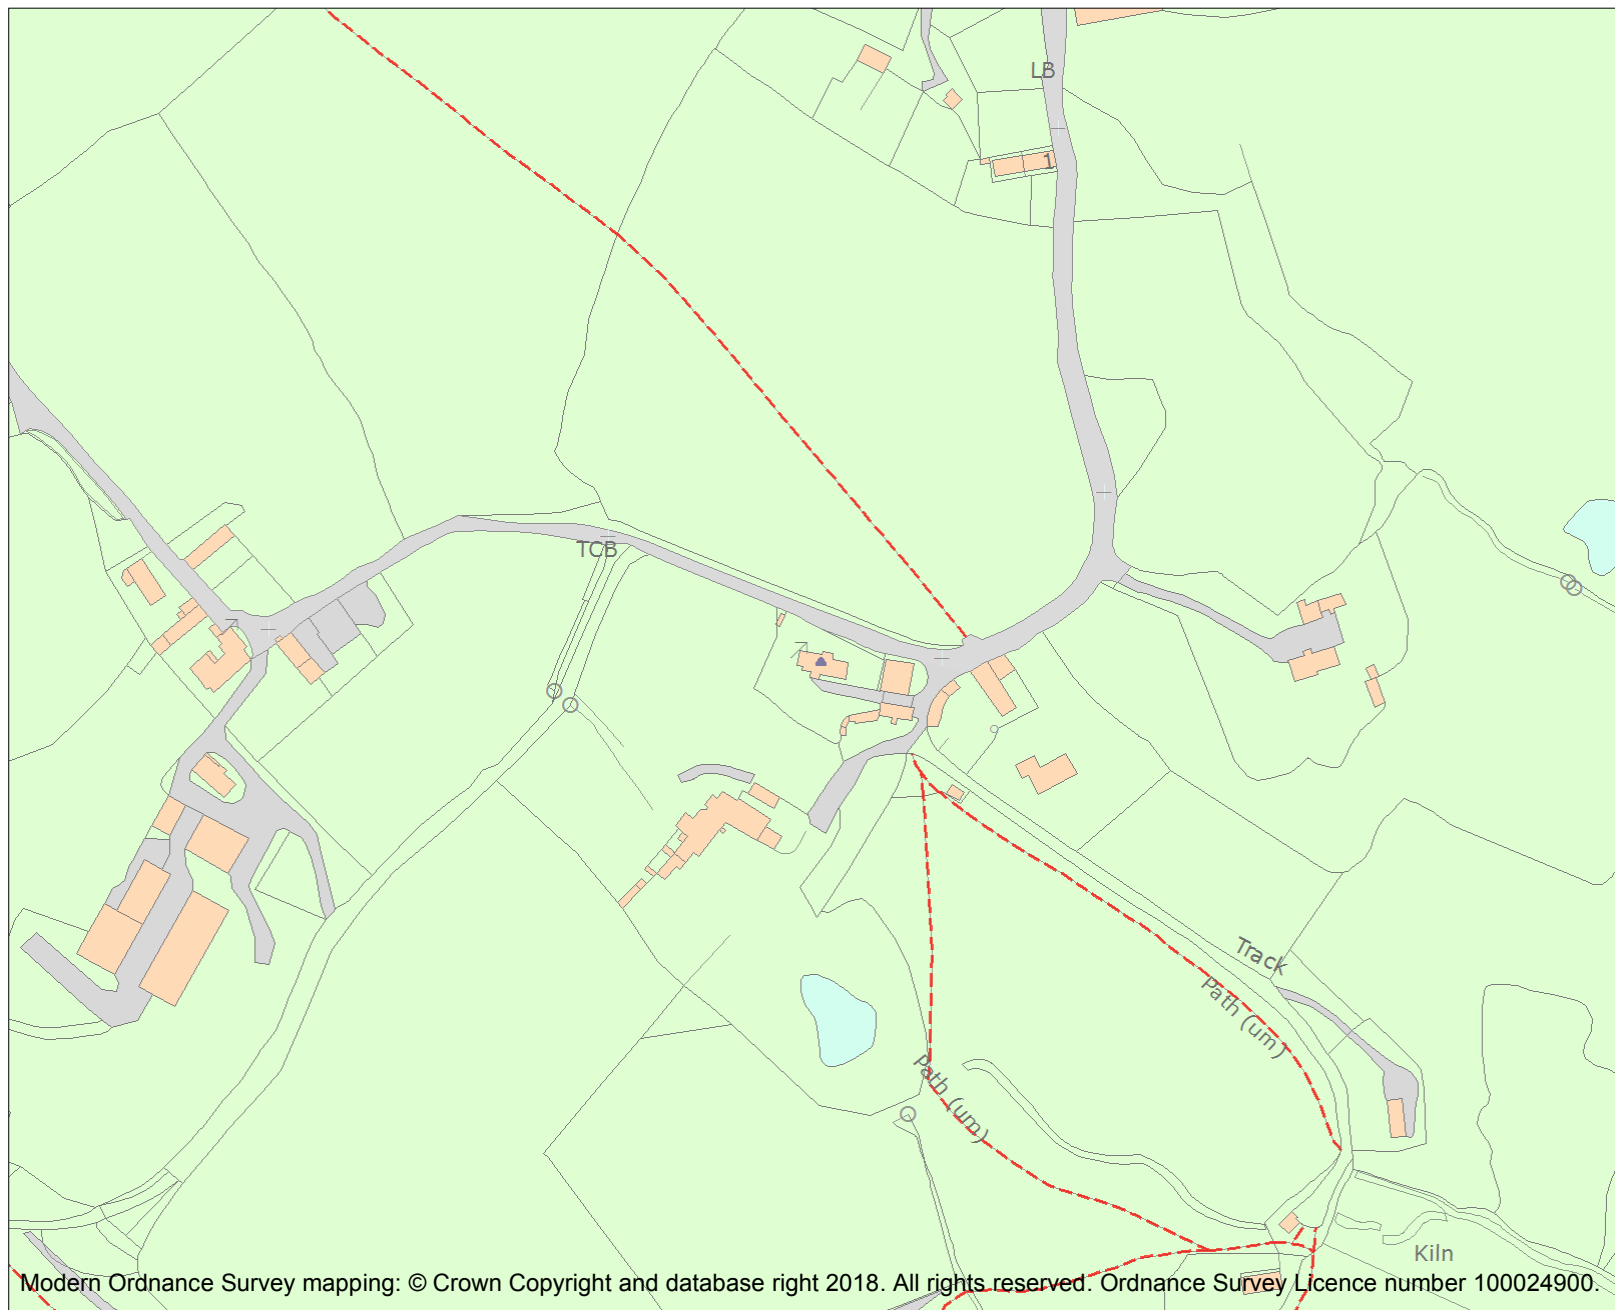 LB
1
TCB
Track
Path (um)
Path (um)
Kiln
Modern Ordnance Survey mapping: © Crown Copyright and database right 2018. All rights reserved. Ordnance Survey Licence number 100024900.